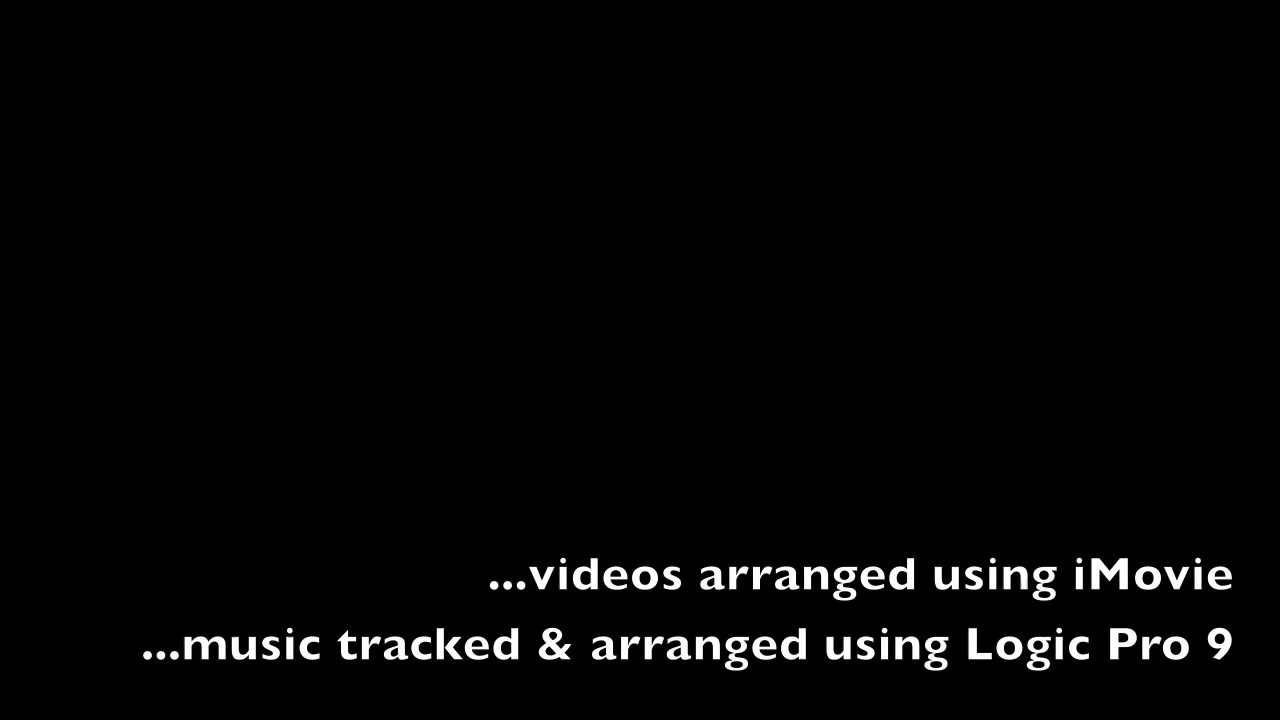 ...videos arranged using iMovie
...music tracked & arranged using Logic Pro 9